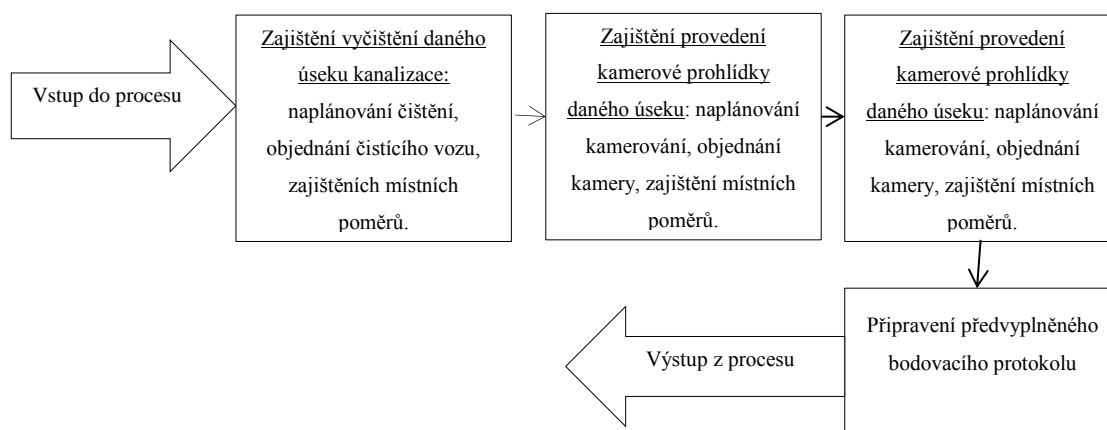 Vstup do procesu
Zajištění vyčištění daného
úseku kanalizace:
naplánování čištění,
objednání čistícího vozu,
zajištěních místních
poměrů.
Zajištění provedení
kamerové prohlídky
daného úseku: naplánování
kamerování, objednání
kamery, zajištění místních
poměrů.
Zajištění provedení
kamerové prohlídky
daného úseku: naplánování
kamerování, objednání
kamery, zajištění místních
poměrů.
Připravení předvyplněného
bodovacího protokolu
Výstup z procesu